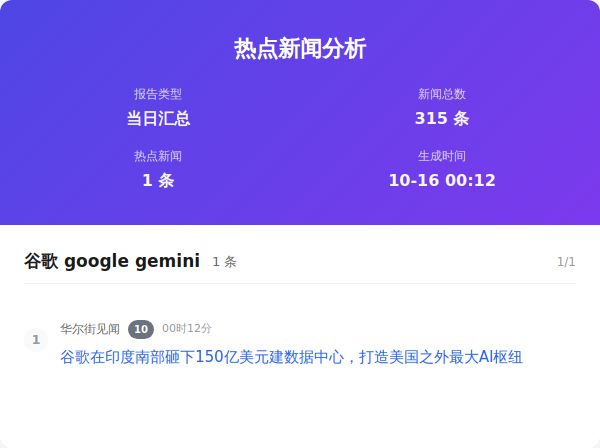 热点新闻分析
报告类型 新闻总数
当日汇总 315 条
热点新闻 生成时间
1 条 10-16 00:12
谷歌 google gemini 1 条 1/1
华尔街见闻 10 00时12分
1
谷歌在印度南部砸下150亿美元建数据中心，打造美国之外最大AI枢纽